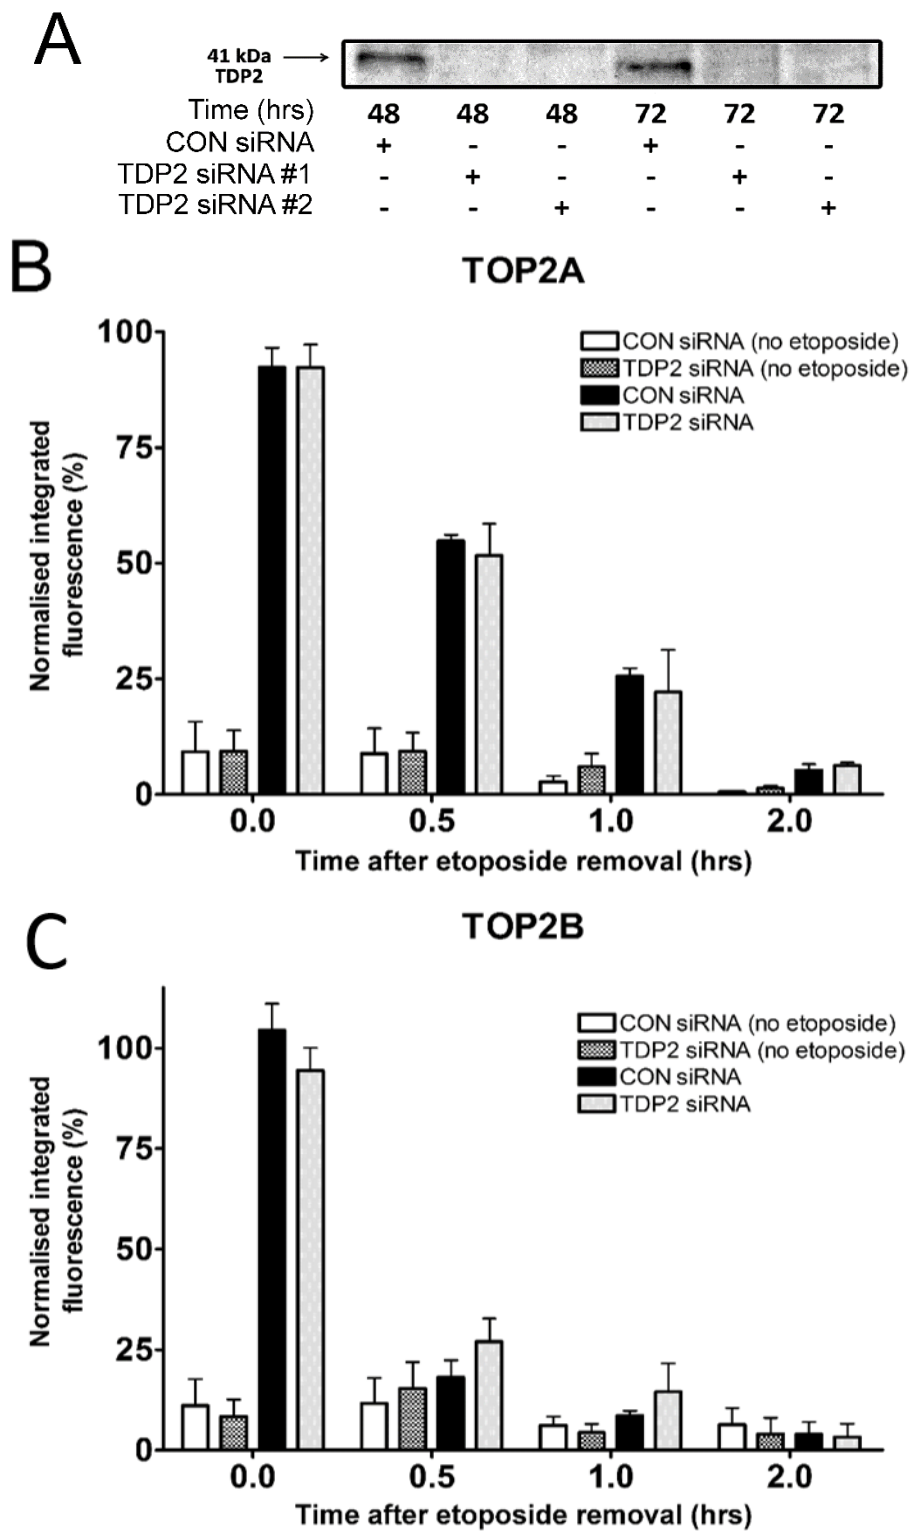 A
41 kDa
TDP2
Time (hrs) 48 48 48 72 72 72
CON siRNA + - - + - -
TDP2 siRNA #1 - + - - + -
TDP2 siRNA #2 - - + - - +
B
TOP2A
100
75
50
25
0
Normalised integrated
fluorescence (%)
CON siRNA (no etoposide)
TDP2 siRNA (no etoposide)
CON siRNA
TDP2 siRNA
0.0 0.5 1.0 2.0
Time after etoposide removal (hrs)
C
TOP2B
100
75
50
25
0
Normalised integrated
fluorescence (%)
CON siRNA (no etoposide)
TDP2 siRNA (no etoposide)
CON siRNA
TDP2 siRNA
0.0 0.5 1.0 2.0
Time after etoposide removal (hrs)